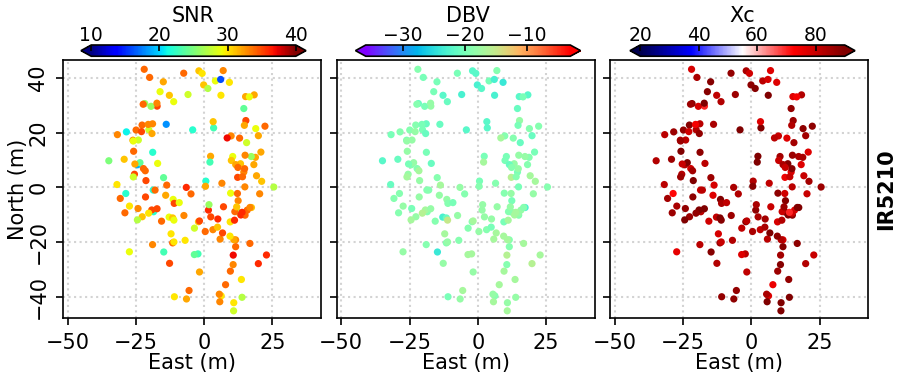 SNR DBV Xc
10 20 30 40 −30 −20 −10 20 40 60 80
40
20
0
−20
−40
North (m)
IR5210
−50 −25 0 25 −50 −25 0 25 −50 −25 0 25
East (m) East (m) East (m)